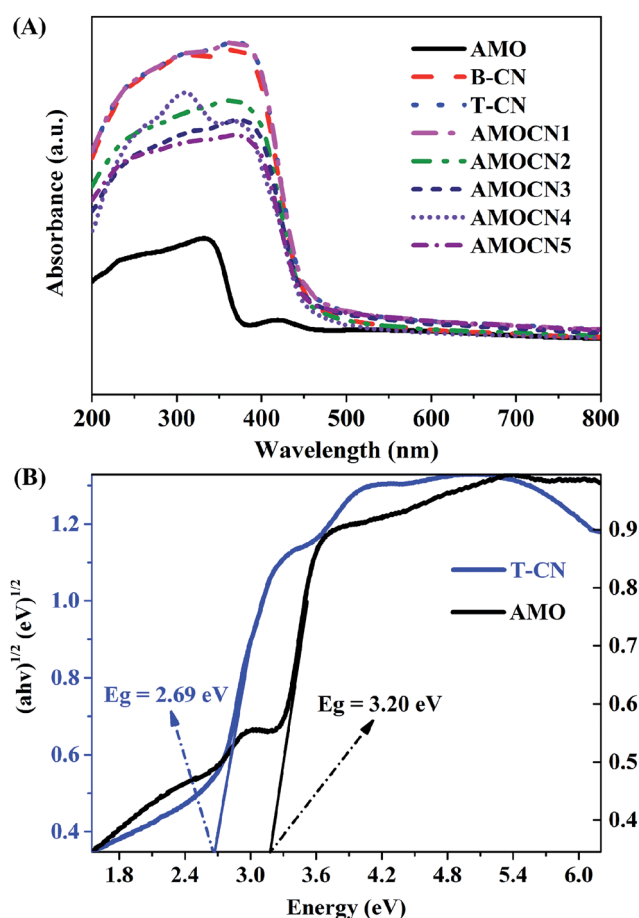 (A)
AMO
B-CN
T-CN
AMOCN1
AMOCN2
AMOCN3
AMOCN4
AMOCN5
Absorbance (a.u.)
200 300 400 500 600 700 800
Wavelength (nm)
(B)
1.2
1.0
0.8
0.6
0.4
(ahv)^1/2 (eV)^1/2
T-CN
AMO
Eg = 2.69 eV
Eg = 3.20 eV
0.9
0.8
0.7
0.6
0.5
0.4
1.8 2.4 3.0 3.6 4.2 4.8 5.4 6.0
Energy (eV)